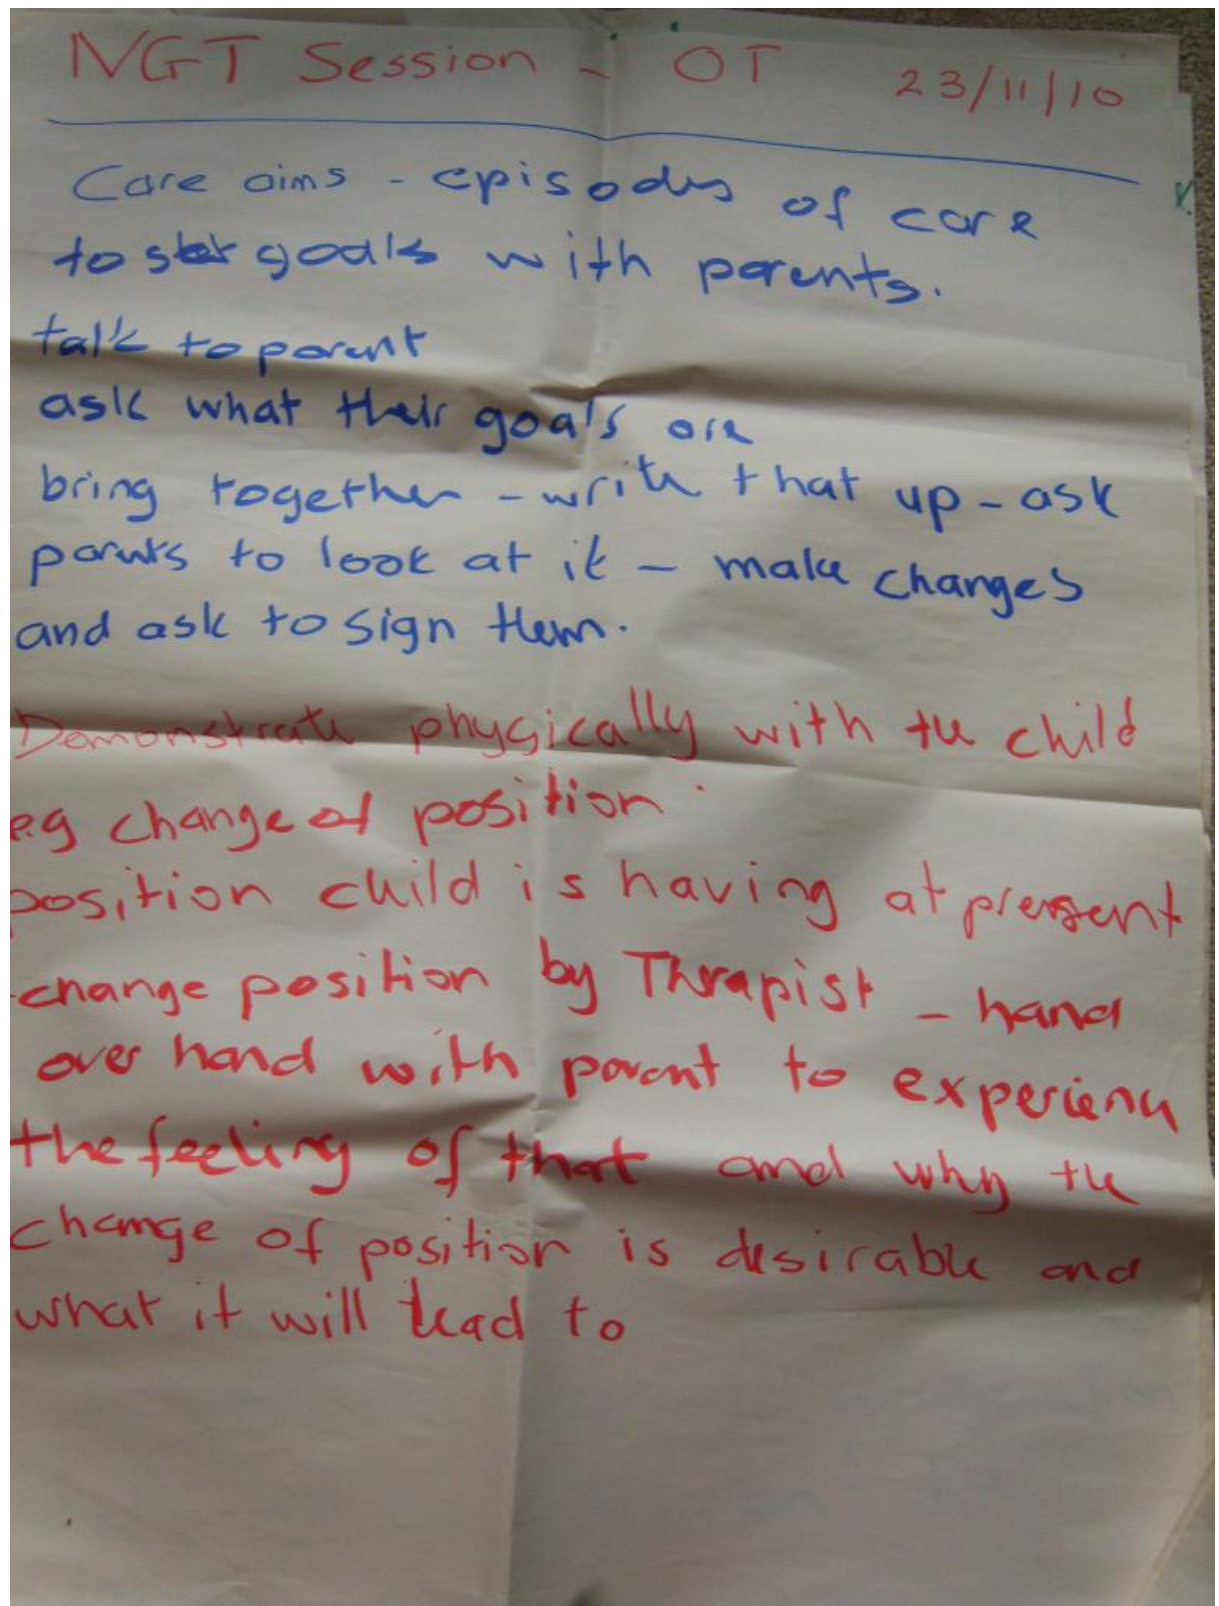 NGT Session - OT 23/11/10
Care aims - episodes of care
to set goals with parents.
talk to parent
ask what their goals are
bring together - write that up - ask
parents to look at it - make changes
and ask to sign them.
Demonstrate physically with the child
e.g change of position.
position child is having at present
change position by Therapist - hand
over hand with parent to experience
the feeling of that and why the
change of position is desirable and
what it will lead to